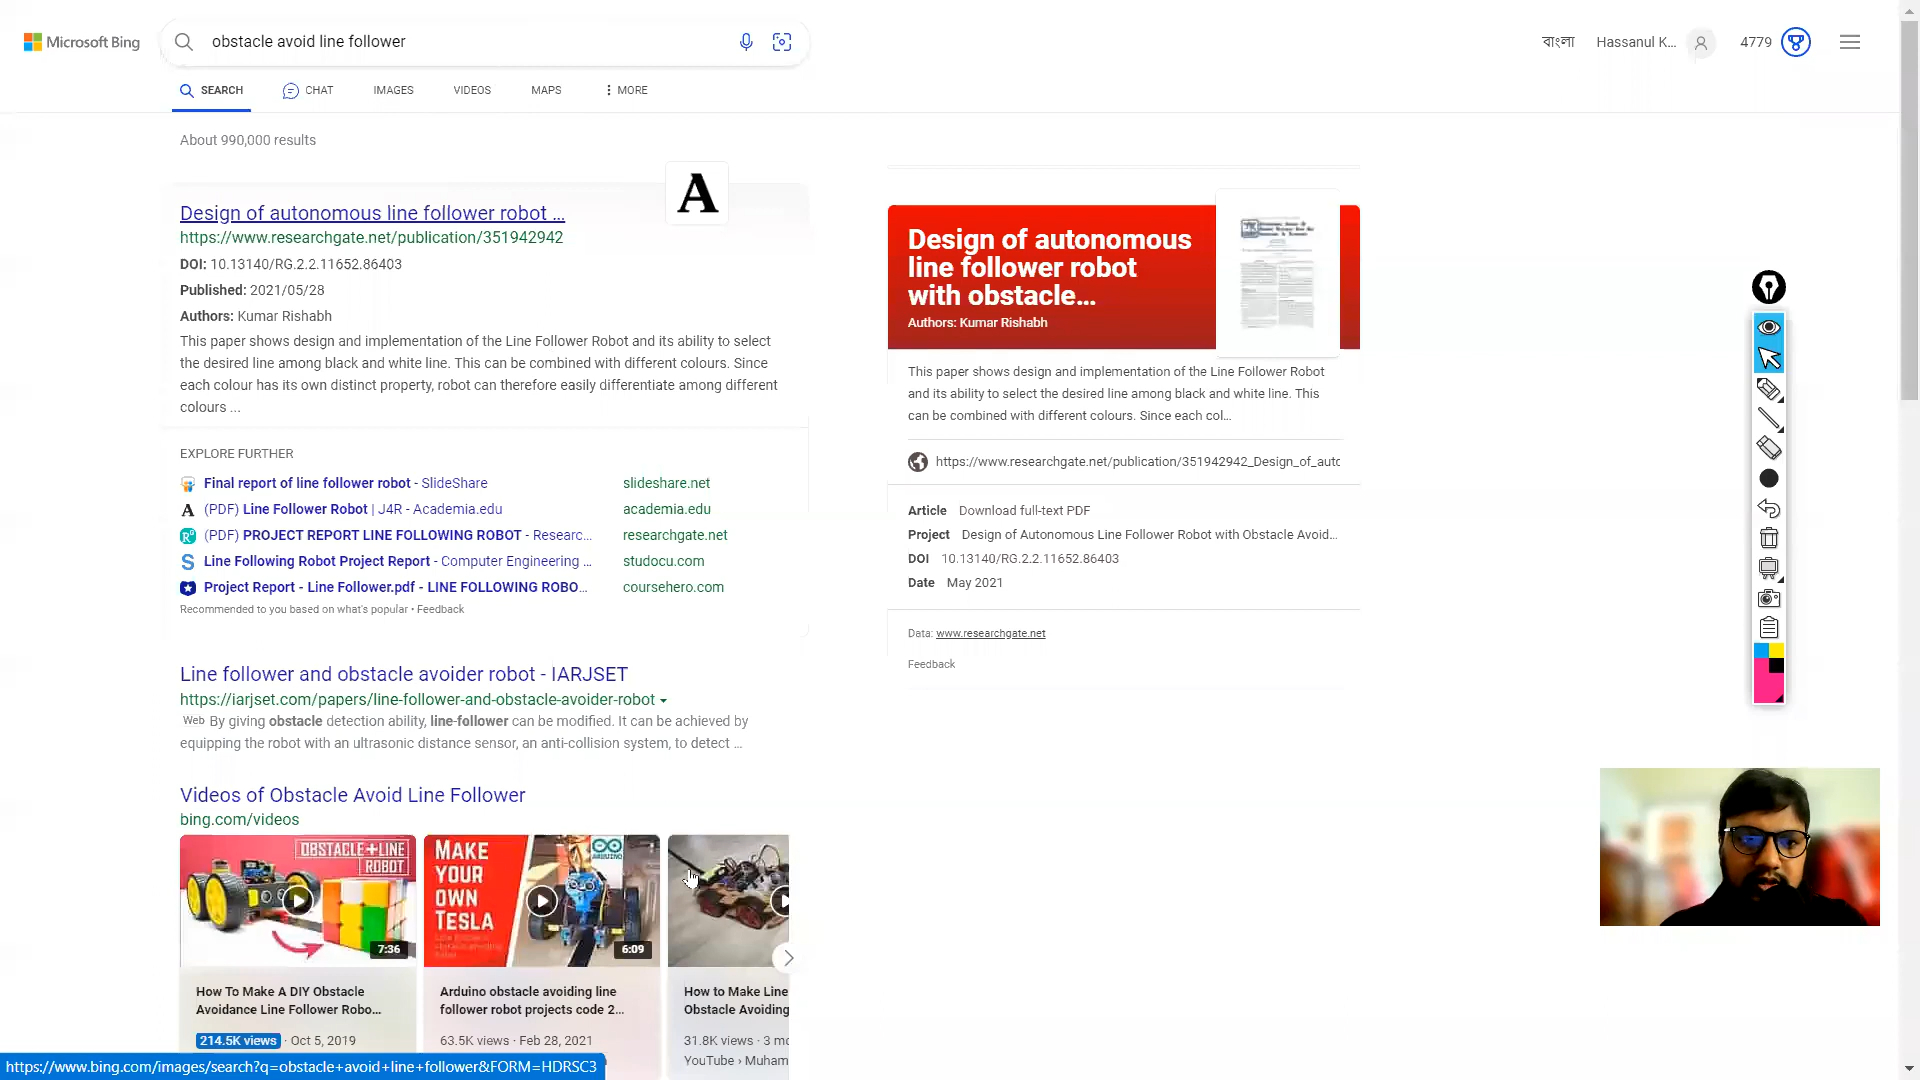 Microsoft Bing
obstacle avoid line follower
বাংলা
Hassanul K...
4779
SEARCH
CHAT
IMAGES
VIDEOS
MAPS
MORE
About 990,000 results
Design of autonomous line follower robot ...
A
https://www.researchgate.net/publication/351942942
DOI: 10.13140/RG.2.2.11652.86403
Published: 2021/05/28
Authors: Kumar Rishabh
This paper shows design and implementation of the Line Follower Robot and its ability to select
the desired line among black and white line. This can be combined with different colours. Since
each colour has its own distinct property, robot can therefore easily differentiate among different
colours ...
EXPLORE FURTHER
Final report of line follower robot - SlideShare
slideshare.net
(PDF) Line Follower Robot | J4R - Academia.edu
academia.edu
(PDF) PROJECT REPORT LINE FOLLOWING ROBOT - Researc...
researchgate.net
Line Following Robot Project Report - Computer Engineering ...
studocu.com
Project Report - Line Follower.pdf - LINE FOLLOWING ROBO...
coursehero.com
Recommended to you based on what's popular • Feedback
Line follower and obstacle avoider robot - IARJSET
https://iarjset.com/papers/line-follower-and-obstacle-avoider-robot
Web By giving obstacle detection ability, line-follower can be modified. It can be achieved by
equipping the robot with an ultrasonic distance sensor, an anti-collision system, to detect ...
Videos of Obstacle Avoid Line Follower
bing.com/videos
OBSTACLE+LINE
ROBOT
7:36
How To Make A DIY Obstacle
Avoidance Line Follower Robo...
214.5K views · Oct 5, 2019
MAKE
YOUR
OWN
TESLA
ARDUINO
6:09
Arduino obstacle avoiding line
follower robot projects code 2...
63.5K views · Feb 28, 2021
How to Make Line
Obstacle Avoiding
31.8K views · 3 mo
YouTube › Muham
Design of autonomous
line follower robot
with obstacle...
Authors: Kumar Rishabh
This paper shows design and implementation of the Line Follower Robot
and its ability to select the desired line among black and white line. This
can be combined with different colours. Since each col...
https://www.researchgate.net/publication/351942942_Design_of_autc
Article Download full-text PDF
Project Design of Autonomous Line Follower Robot with Obstacle Avoid...
DOI 10.13140/RG.2.2.11652.86403
Date May 2021
Data: www.researchgate.net
Feedback
https://www.bing.com/images/search?q=obstacle+avoid+line+follower&FORM=HDRSC3